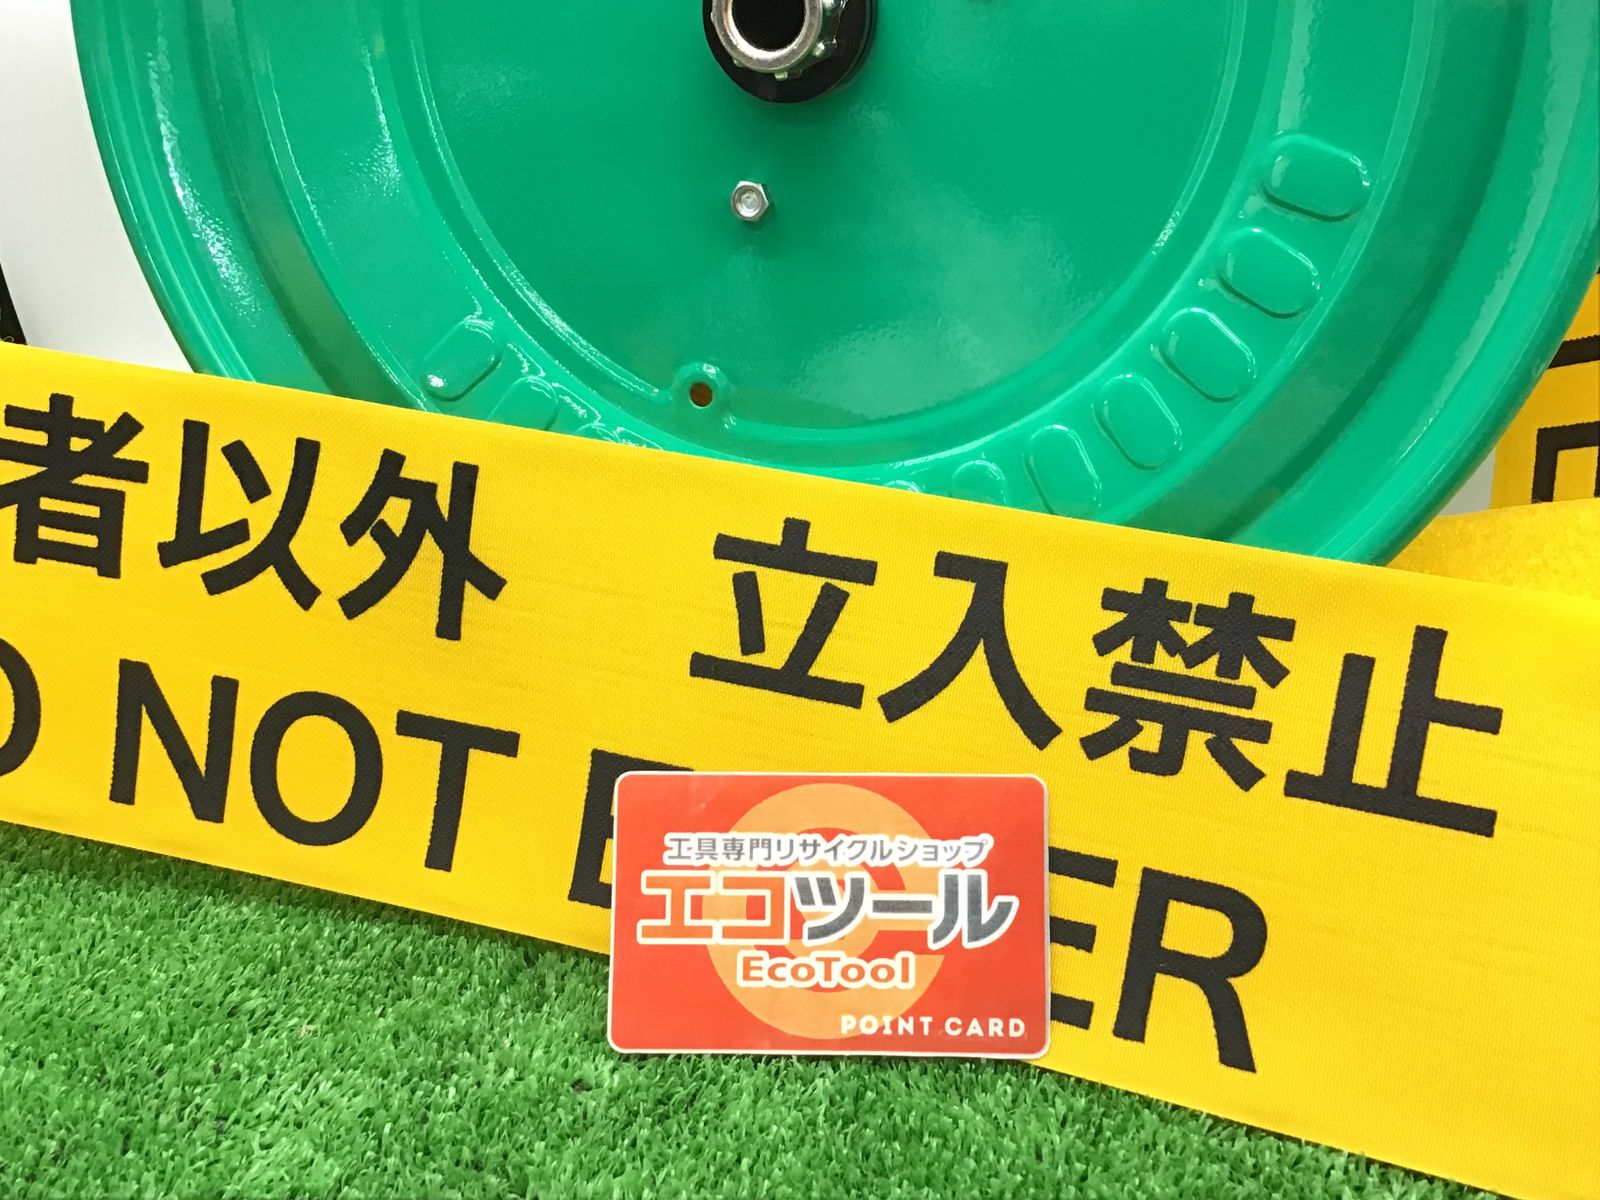 者以外 立入禁止
NOT
ER
工具専門リサイクルショップ
エコツール
EcoTool
POINT CARD